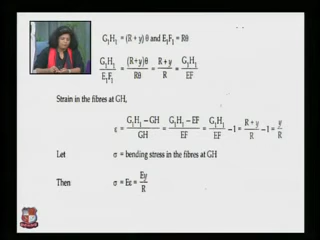 G₁H₁ = (R + y) θ and E₁F₁ = Rθ
G₁H₁/E₁F₁ = (R+y)θ/Rθ = R+y/R = G₁H₁/EF
Strain in the fibres at GH,
ε = G₁H₁ − GH/GH = G₁H₁ − EF/EF = G₁H₁/EF − 1 = R + y/R − 1 = y/R
Let σ = bending stress in the fibres at GH
Then σ = Eε = Ey/R